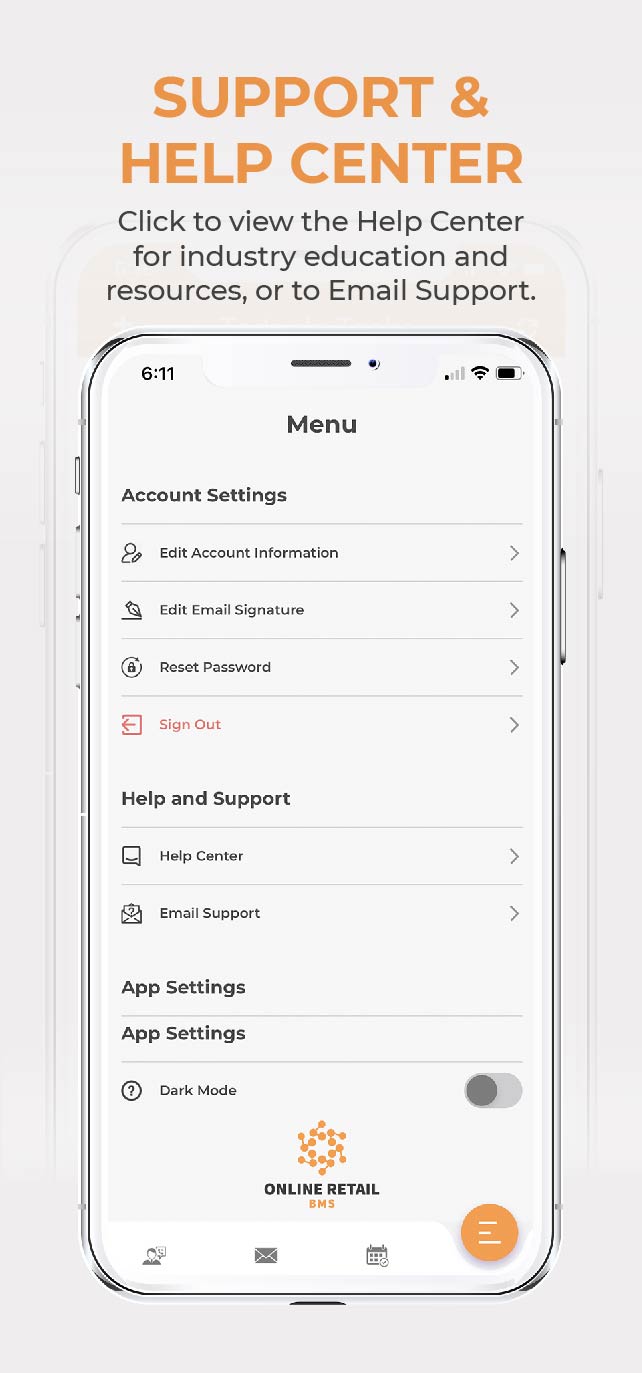 SUPPORT &
HELP CENTER
Click to view the Help Center
for industry education and
resources, or to Email Support.
6:11
Menu
Account Settings
Edit Account Information
Edit Email Signature
Reset Password
Sign Out
Help and Support
Help Center
Email Support
App Settings
App Settings
Dark Mode
ONLINE RETAIL
BMS